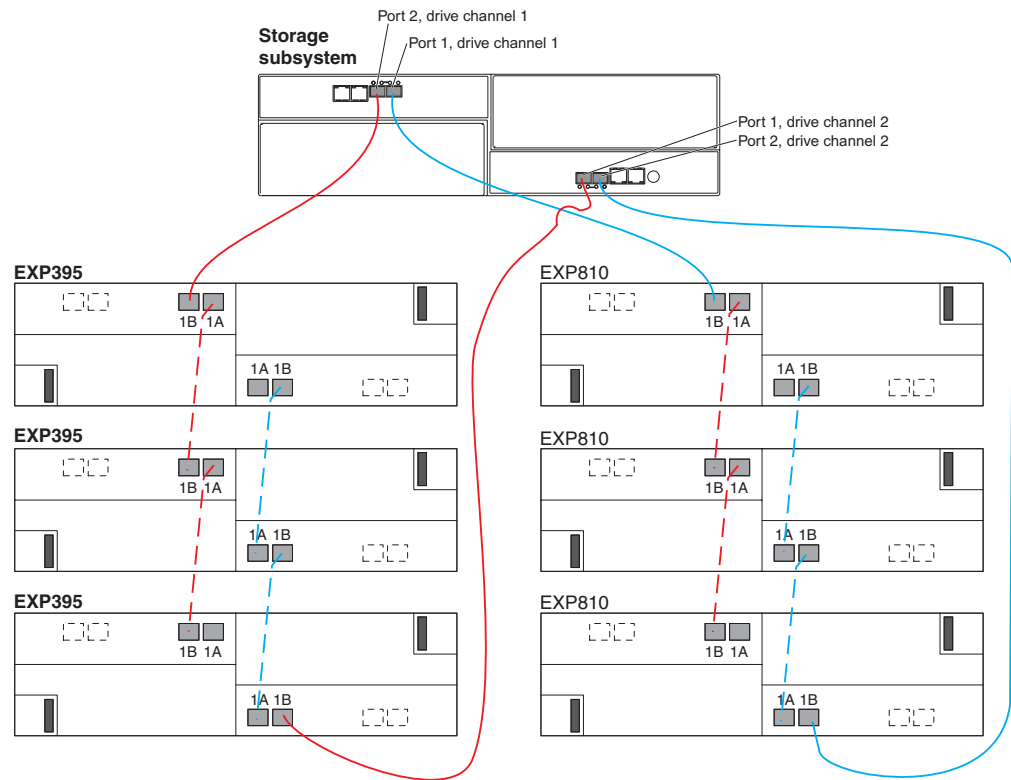 Port 2, drive channel 1
Storage
subsystem
Port 1, drive channel 1
Port 1, drive channel 2
Port 2, drive channel 2
EXP395
1B 1A
1A 1B
EXP810
1B 1A
1A 1B
EXP395
1B 1A
1A 1B
EXP810
1B 1A
1A 1B
EXP395
1B 1A
1A 1B
EXP810
1B 1A
1A 1B